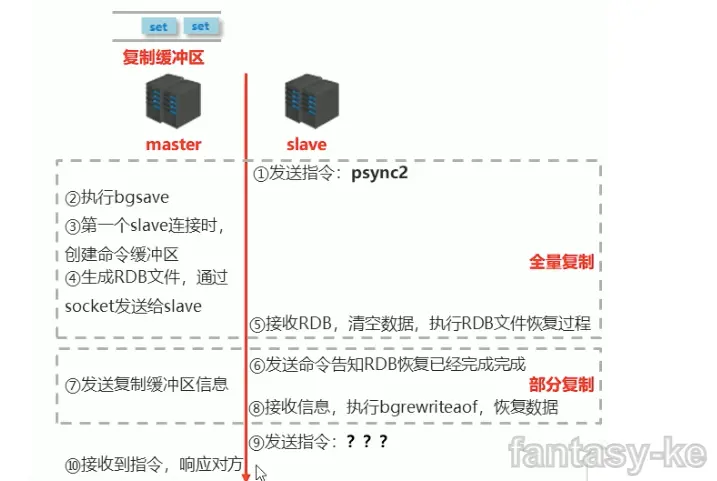 set set
复制缓冲区
master slave
①发送指令：psync2
②执行bgsave
③第一个slave连接时，
创建命令缓冲区
④生成RDB文件，通过
socket发送给slave
全量复制
⑤接收RDB，清空数据，执行RDB文件恢复过程
⑥发送命令告知RDB恢复已经完成完成
⑦发送复制缓冲区信息
部分复制
⑧接收信息，执行bgrewriteaof，恢复数据
⑨发送指令：？？？
⑩接收到指令，响应对方
fantasy-ke